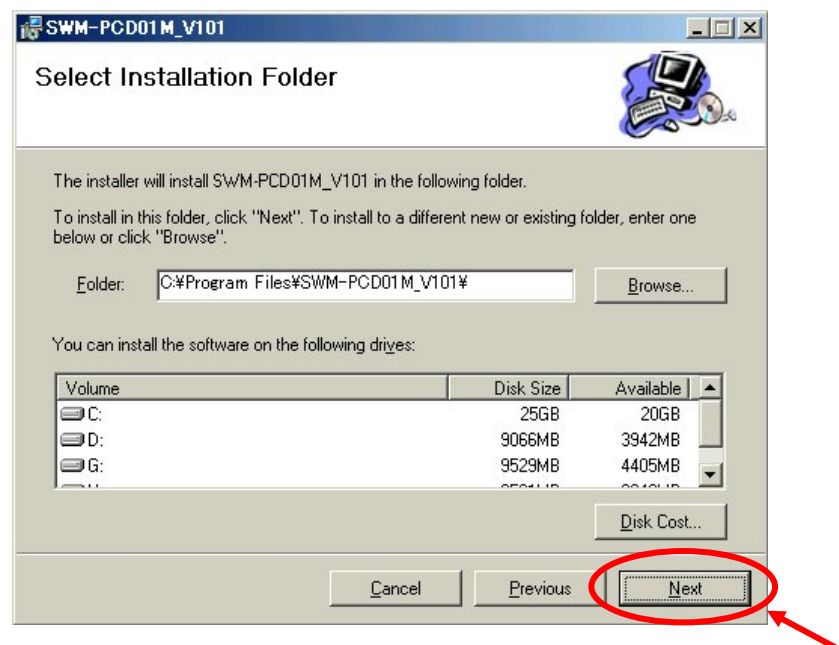 SWM-PCD01M_V101
Select Installation Folder
The installer will install SWM-PCD01M_V101 in the following folder.
To install in this folder, click "Next". To install to a different new or existing folder, enter one
below or click "Browse".
Folder: C:¥Program Files¥SWM-PCD01M_V101¥ Browse...
You can install the software on the following drives:
Volume Disk Size Available
C: 25GB 20GB
D: 9066MB 3942MB
G: 9529MB 4405MB
Disk Cost...
Cancel Previous Next